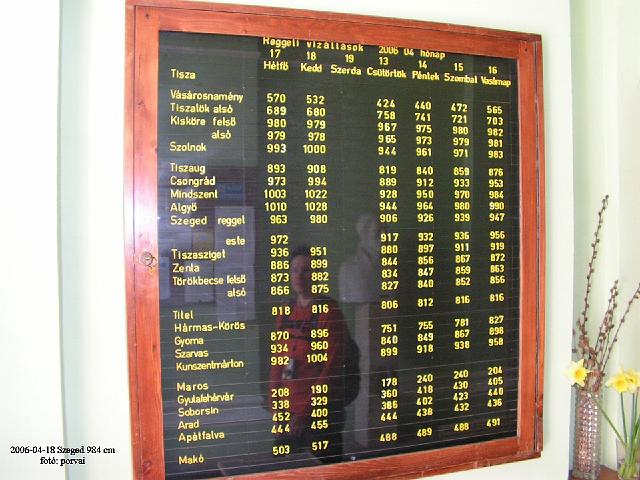 Reggeli vízállások 2006 04 hónap
17 18 19 13 14 15 16
Tisza Hétfő Kedd Szerda Csütörtök Péntek Szombat Vasárnap
Vásárosnamény 570 532 424 440 472 565
Tiszalök alsó 689 680 758 741 721 703
Kisköre felső 980 979 967 975 980 982
alsó 979 978 965 973 979 981
Szolnok 993 1000 944 961 971 983
Tiszaug 893 908 819 840 859 876
Csongrád 973 994 889 912 933 953
Mindszent 1003 1022 928 950 970 984
Algyő 1010 1028 944 964 980 990
Szeged reggel 963 980 906 926 939 947
este 972 917 932 936 956
Tiszasziget 936 951 880 897 911 919
Zenta 886 899 844 856 867 872
Törökbecse felső 873 882 834 847 859 863
alsó 866 875 827 840 852 856
Titel 818 816 806 812 816 816
Hármas-Körös
Gyoma 870 896 751 755 781 827
Szarvas 934 960 840 849 867 898
Kunszentmárton 982 1004 899 918 938 958
Maros
Gyulafehérvár 208 190 178 240 240 204
Soborsin 338 329 360 418 430 405
Arad 452 400 386 402 423 440
Apátfalva 444 455 444 438 432 436
Makó 503 517 488 489 488 491
2006-04-18 Szeged 984 cm
fotó: porvai